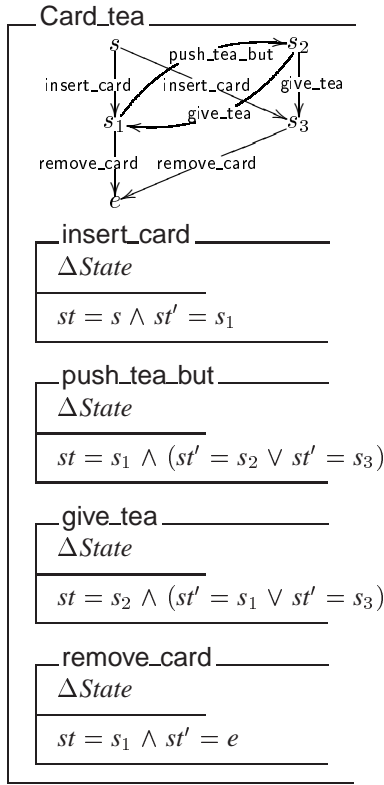 Card_tea
s push_tea_but s₂
insert_card insert_card give_tea
s₁ give_tea s₃
remove_card remove_card
e
insert_card
ΔState
st = s ∧ st′ = s₁
push_tea_but
ΔState
st = s₁ ∧ (st′ = s₂ ∨ st′ = s₃)
give_tea
ΔState
st = s₂ ∧ (st′ = s₁ ∨ st′ = s₃)
remove_card
ΔState
st = s₁ ∧ st′ = e